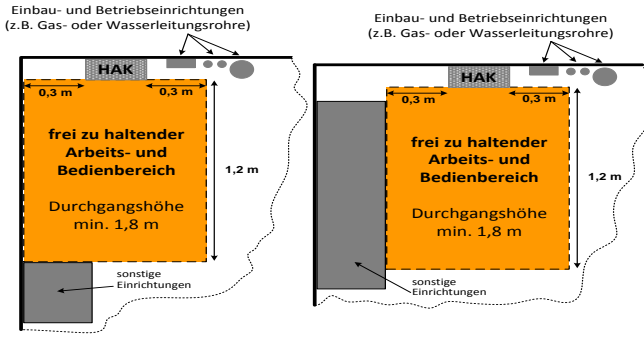 Einbau- und Betriebseinrichtungen
(z.B. Gas- oder Wasserleitungsrohre)
HAK
0,3 m
0,3 m
frei zu haltender
Arbeits- und
Bedienbereich
1,2 m
Durchgangshöhe
min. 1,8 m
sonstige
Einrichtungen
Einbau- und Betriebseinrichtungen
(z.B. Gas- oder Wasserleitungsrohre)
HAK
0,3 m
0,3 m
frei zu haltender
Arbeits- und
Bedienbereich
1,2 m
Durchgangshöhe
min. 1,8 m
sonstige
Einrichtungen